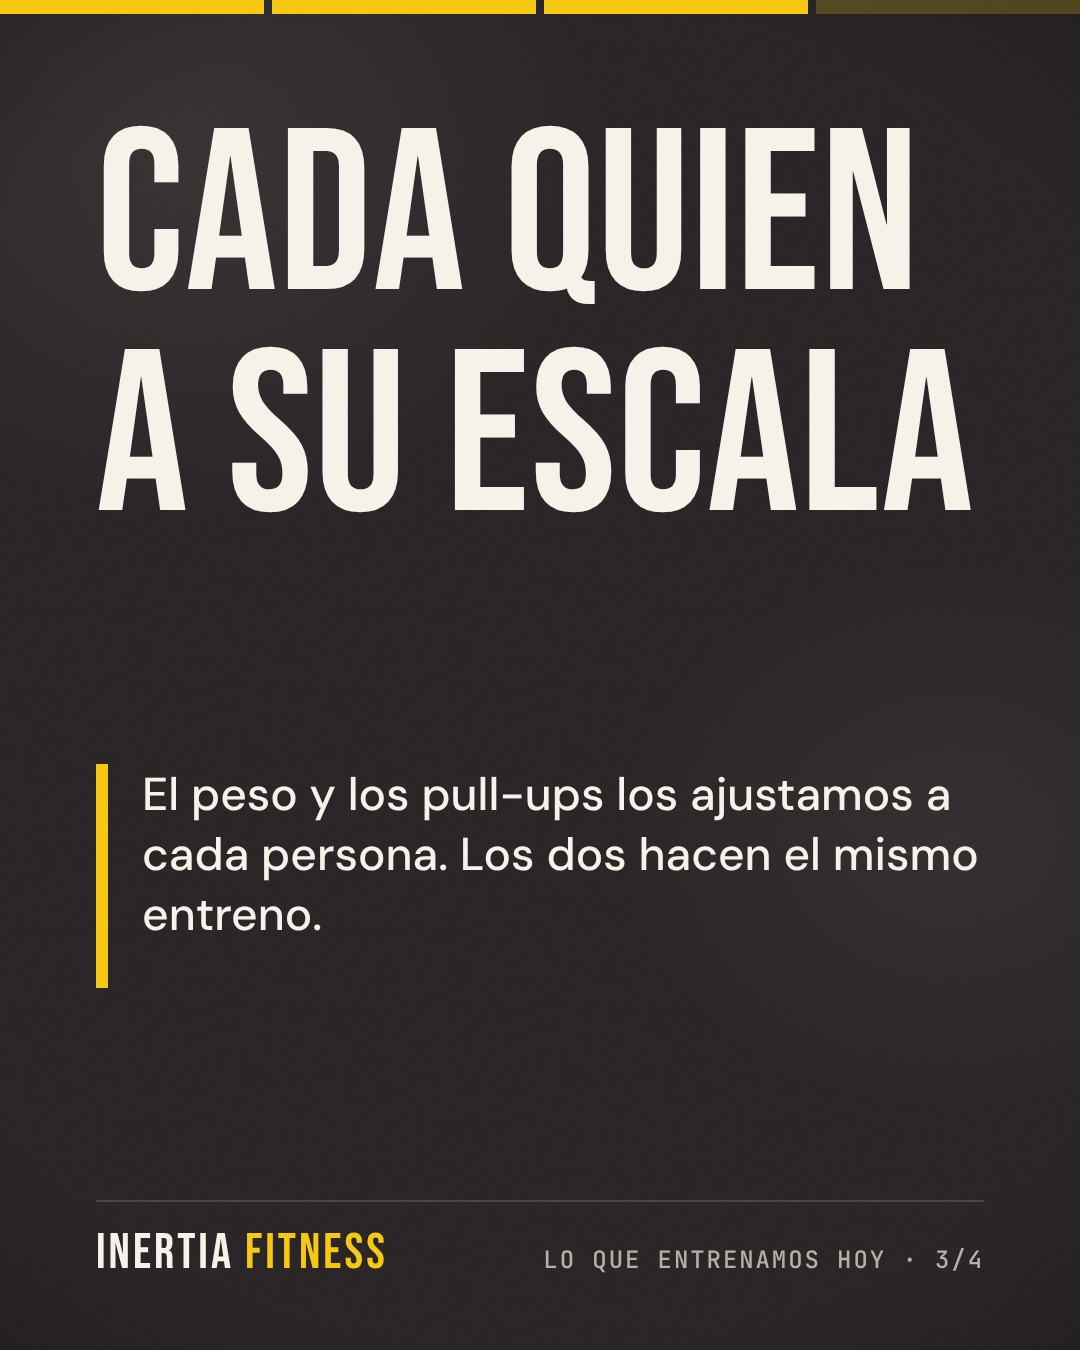 CADA QUIEN
A SU ESCALA
El peso y los pull-ups los ajustamos a
cada persona. Los dos hacen el mismo
entreno.
INERTIA FITNESS
LO QUE ENTRENAMOS HOY · 3/4